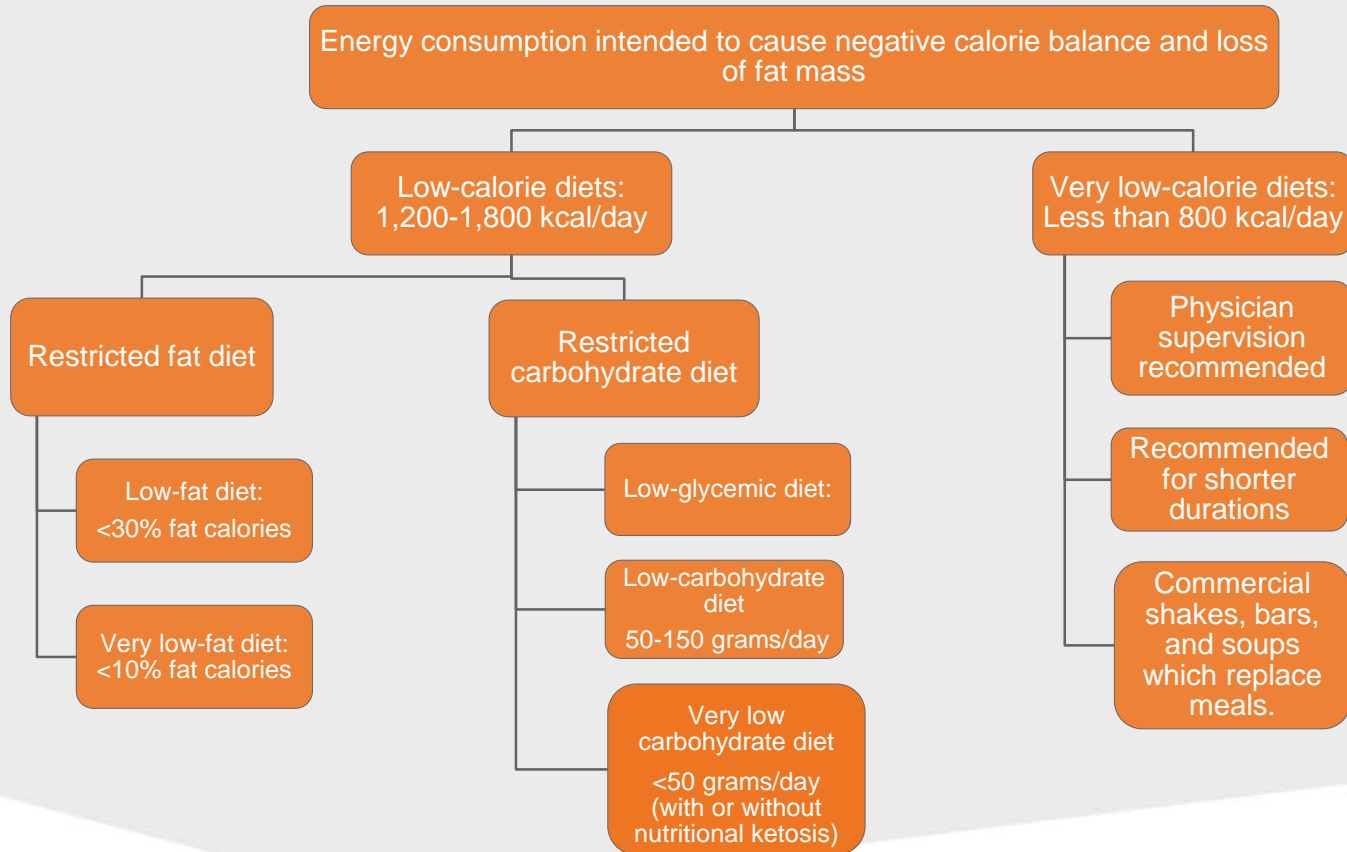 Energy consumption intended to cause negative calorie balance and loss
of fat mass
Low-calorie diets:
1,200-1,800 kcal/day
Very low-calorie diets:
Less than 800 kcal/day
Restricted fat diet
Low-fat diet:
<30% fat calories
Very low-fat diet:
<10% fat calories
Restricted
carbohydrate diet
Low-glycemic diet:
Low-carbohydrate
diet
50-150 grams/day
Very low
carbohydrate diet
<50 grams/day
(with or without
nutritional ketosis)
Physician
supervision
recommended
Recommended
for shorter
durations
Commercial
shakes, bars,
and soups
which replace
meals.